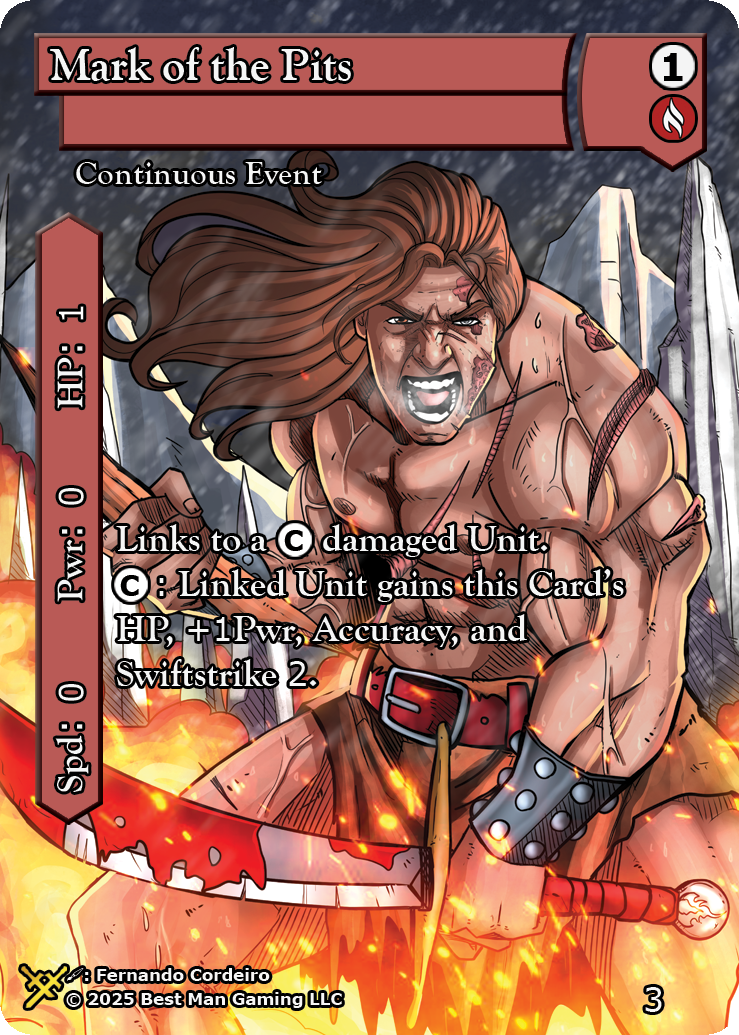 Mark of the Pits
1
Continuous Event
HP: 1
Pwr: 0
Spd: 0
Links to a Ⓒ damaged Unit.
Ⓒ: Linked Unit gains this Card's
HP, +1Pwr, Accuracy, and
Swiftstrike 2.
: Fernando Cordeiro
© 2025 Best Man Gaming LLC
3